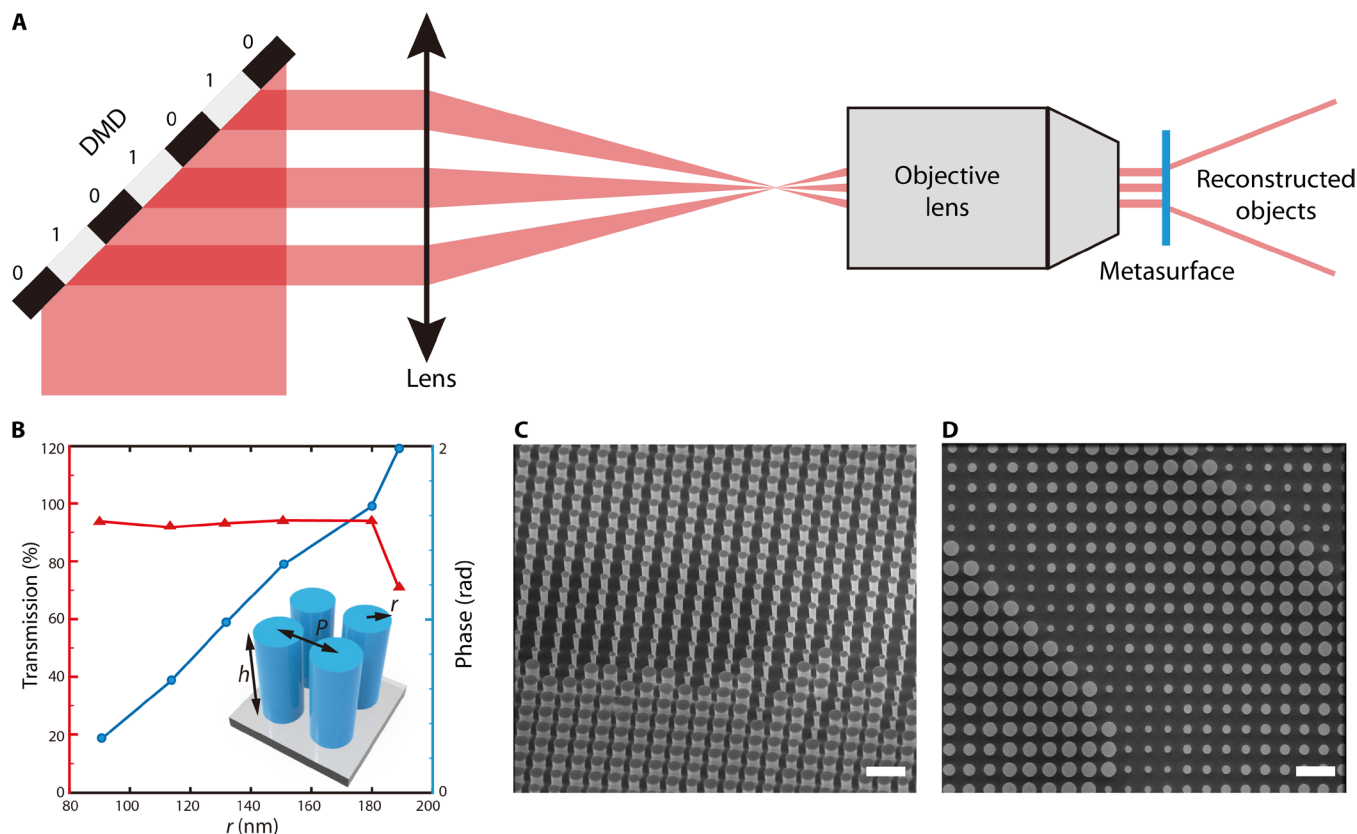 A
0
1
0
1
0
1
0
DMD
Lens
Objective
lens
Metasurface
Reconstructed
objects
B
120
100
80
60
40
20
0
Transmission (%)
80
100
120
140
160
180
200
r (nm)
2
0
Phase (rad)
h
P
r
C
D